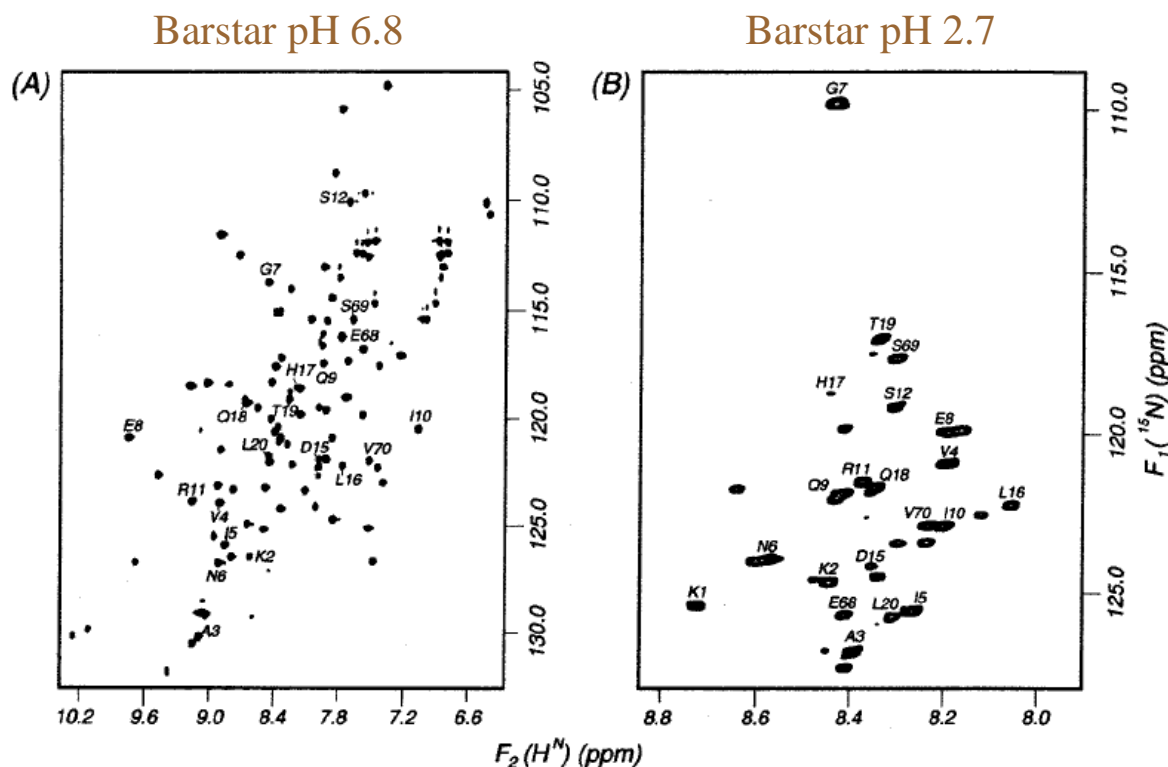 Barstar pH 6.8
Barstar pH 2.7
(A)
105.0
110.0
115.0
120.0
125.0
130.0
S12
G7
S69
E68
H17
Q9
E8
Q18
T19
I10
L20
D15
V70
L16
R11
V4
I5
N6
K2
A3
10.2 9.6 9.0 8.4 7.8 7.2 6.6
(B)
G7
T19
S69
H17
S12
E8
V4
R11
Q18
Q9
L16
V70 I10
N6
D15
K2
K1
E68
L20
I5
A3
110.0
115.0
120.0
125.0
F1 (15N) (ppm)
8.8 8.6 8.4 8.2 8.0
F2 (HN) (ppm)